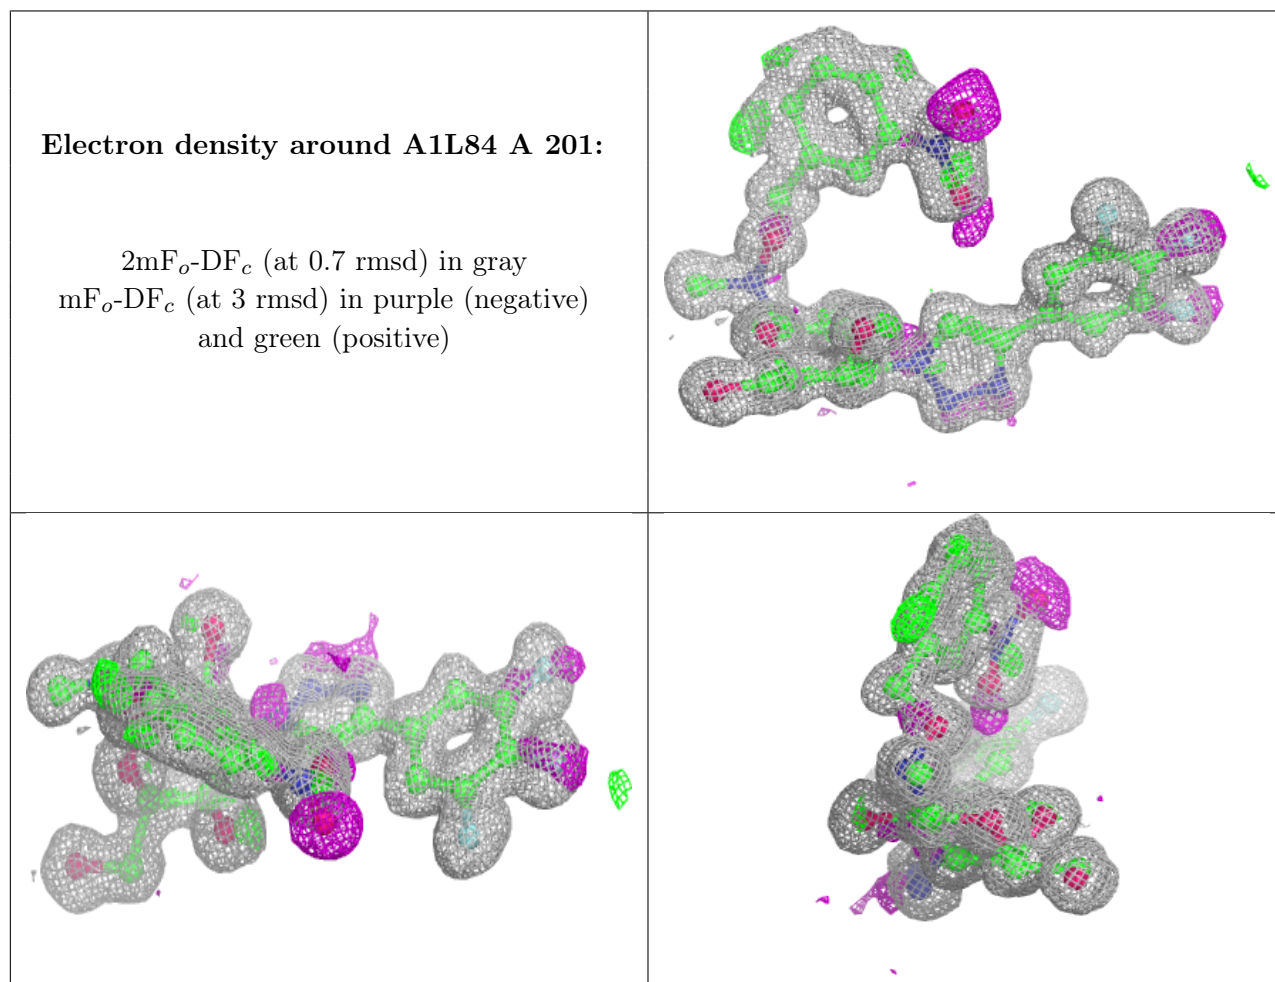 Electron density around A1L84 A 201:
2mFo-DFc (at 0.7 rmsd) in gray
mFo-DFc (at 3 rmsd) in purple (negative)
and green (positive)